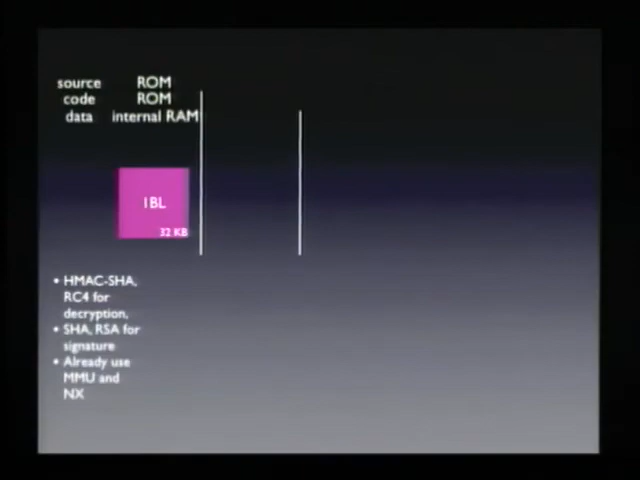 source ROM
code ROM
data internal RAM
1BL
32 KB
• HMAC-SHA,
RC4 for
decryption,
• SHA, RSA for
signature
• Already use
MMU and
NX